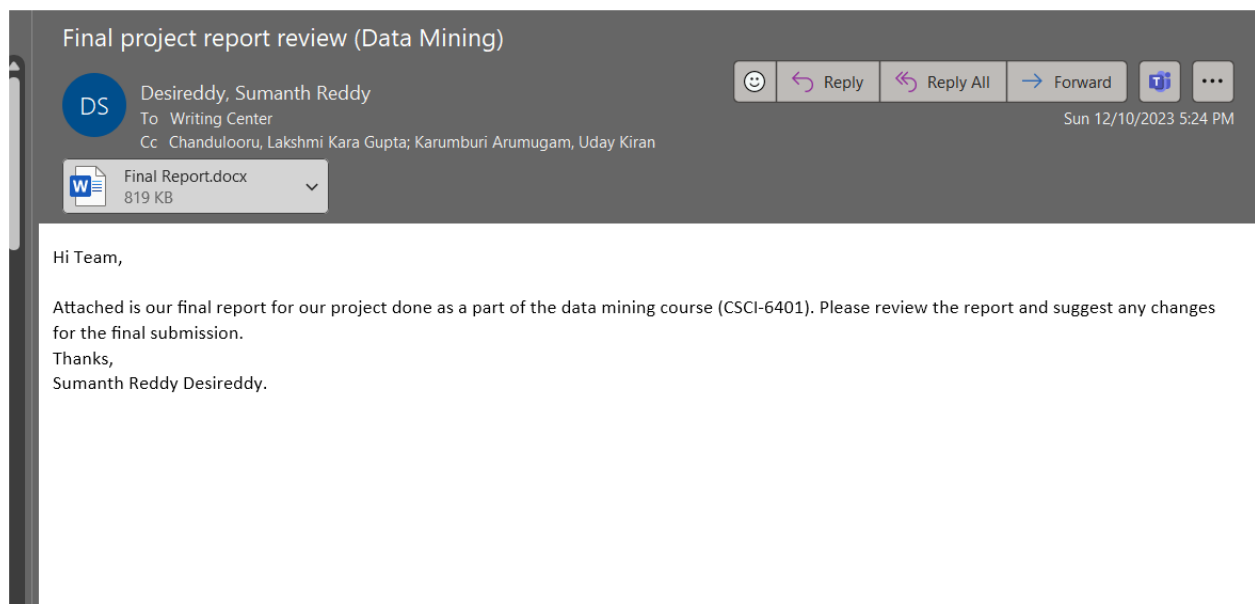 Final project report review (Data Mining)
DS
Desireddy, Sumanth Reddy
To Writing Center
Cc Chandulooru, Lakshmi Kara Gupta; Karumburi Arumugam, Uday Kiran
Reply
Reply All
Forward
Sun 12/10/2023 5:24 PM
Final Report.docx
819 KB
Hi Team,
Attached is our final report for our project done as a part of the data mining course (CSCI-6401). Please review the report and suggest any changes
for the final submission.
Thanks,
Sumanth Reddy Desireddy.